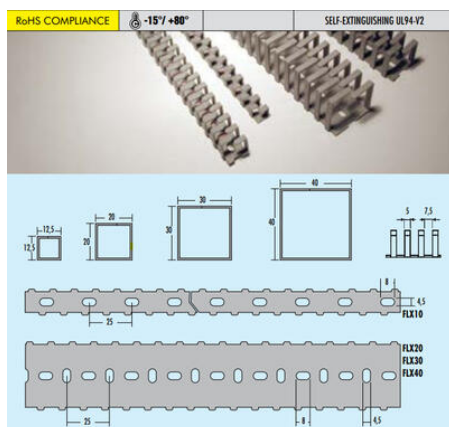 RoHS COMPLIANCE
°C -15°/ +80°
SELF-EXTINGUISHING UL94-V2
12,5
12,5
20
20
30
30
40
40
5
7,5
25
8
4,5
FLX10
FLX20
FLX30
FLX40
25
8
4,5